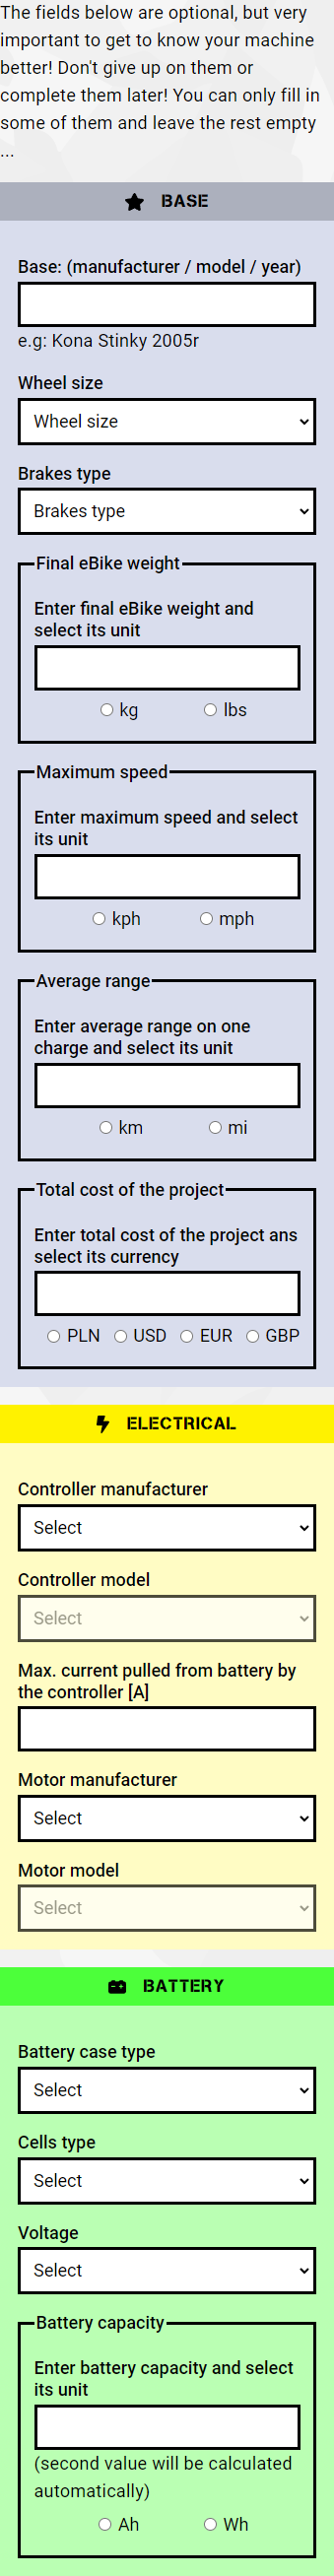 The fields below are optional, but very
important to get to know your machine
better! Don't give up on them or
complete them later! You can only fill in
some of them and leave the rest empty
...
BASE
Base: (manufacturer / model / year)
e.g: Kona Stinky 2005r
Wheel size
Wheel size
Brakes type
Brakes type
Final eBike weight
Enter final eBike weight and
select its unit
kg lbs
Maximum speed
Enter maximum speed and select
its unit
kph mph
Average range
Enter average range on one
charge and select its unit
km mi
Total cost of the project
Enter total cost of the project ans
select its currency
PLN USD EUR GBP
ELECTRICAL
Controller manufacturer
Select
Controller model
Select
Max. current pulled from battery by
the controller [A]
Motor manufacturer
Select
Motor model
Select
BATTERY
Battery case type
Select
Cells type
Select
Voltage
Select
Battery capacity
Enter battery capacity and select
its unit
(second value will be calculated
automatically)
Ah Wh